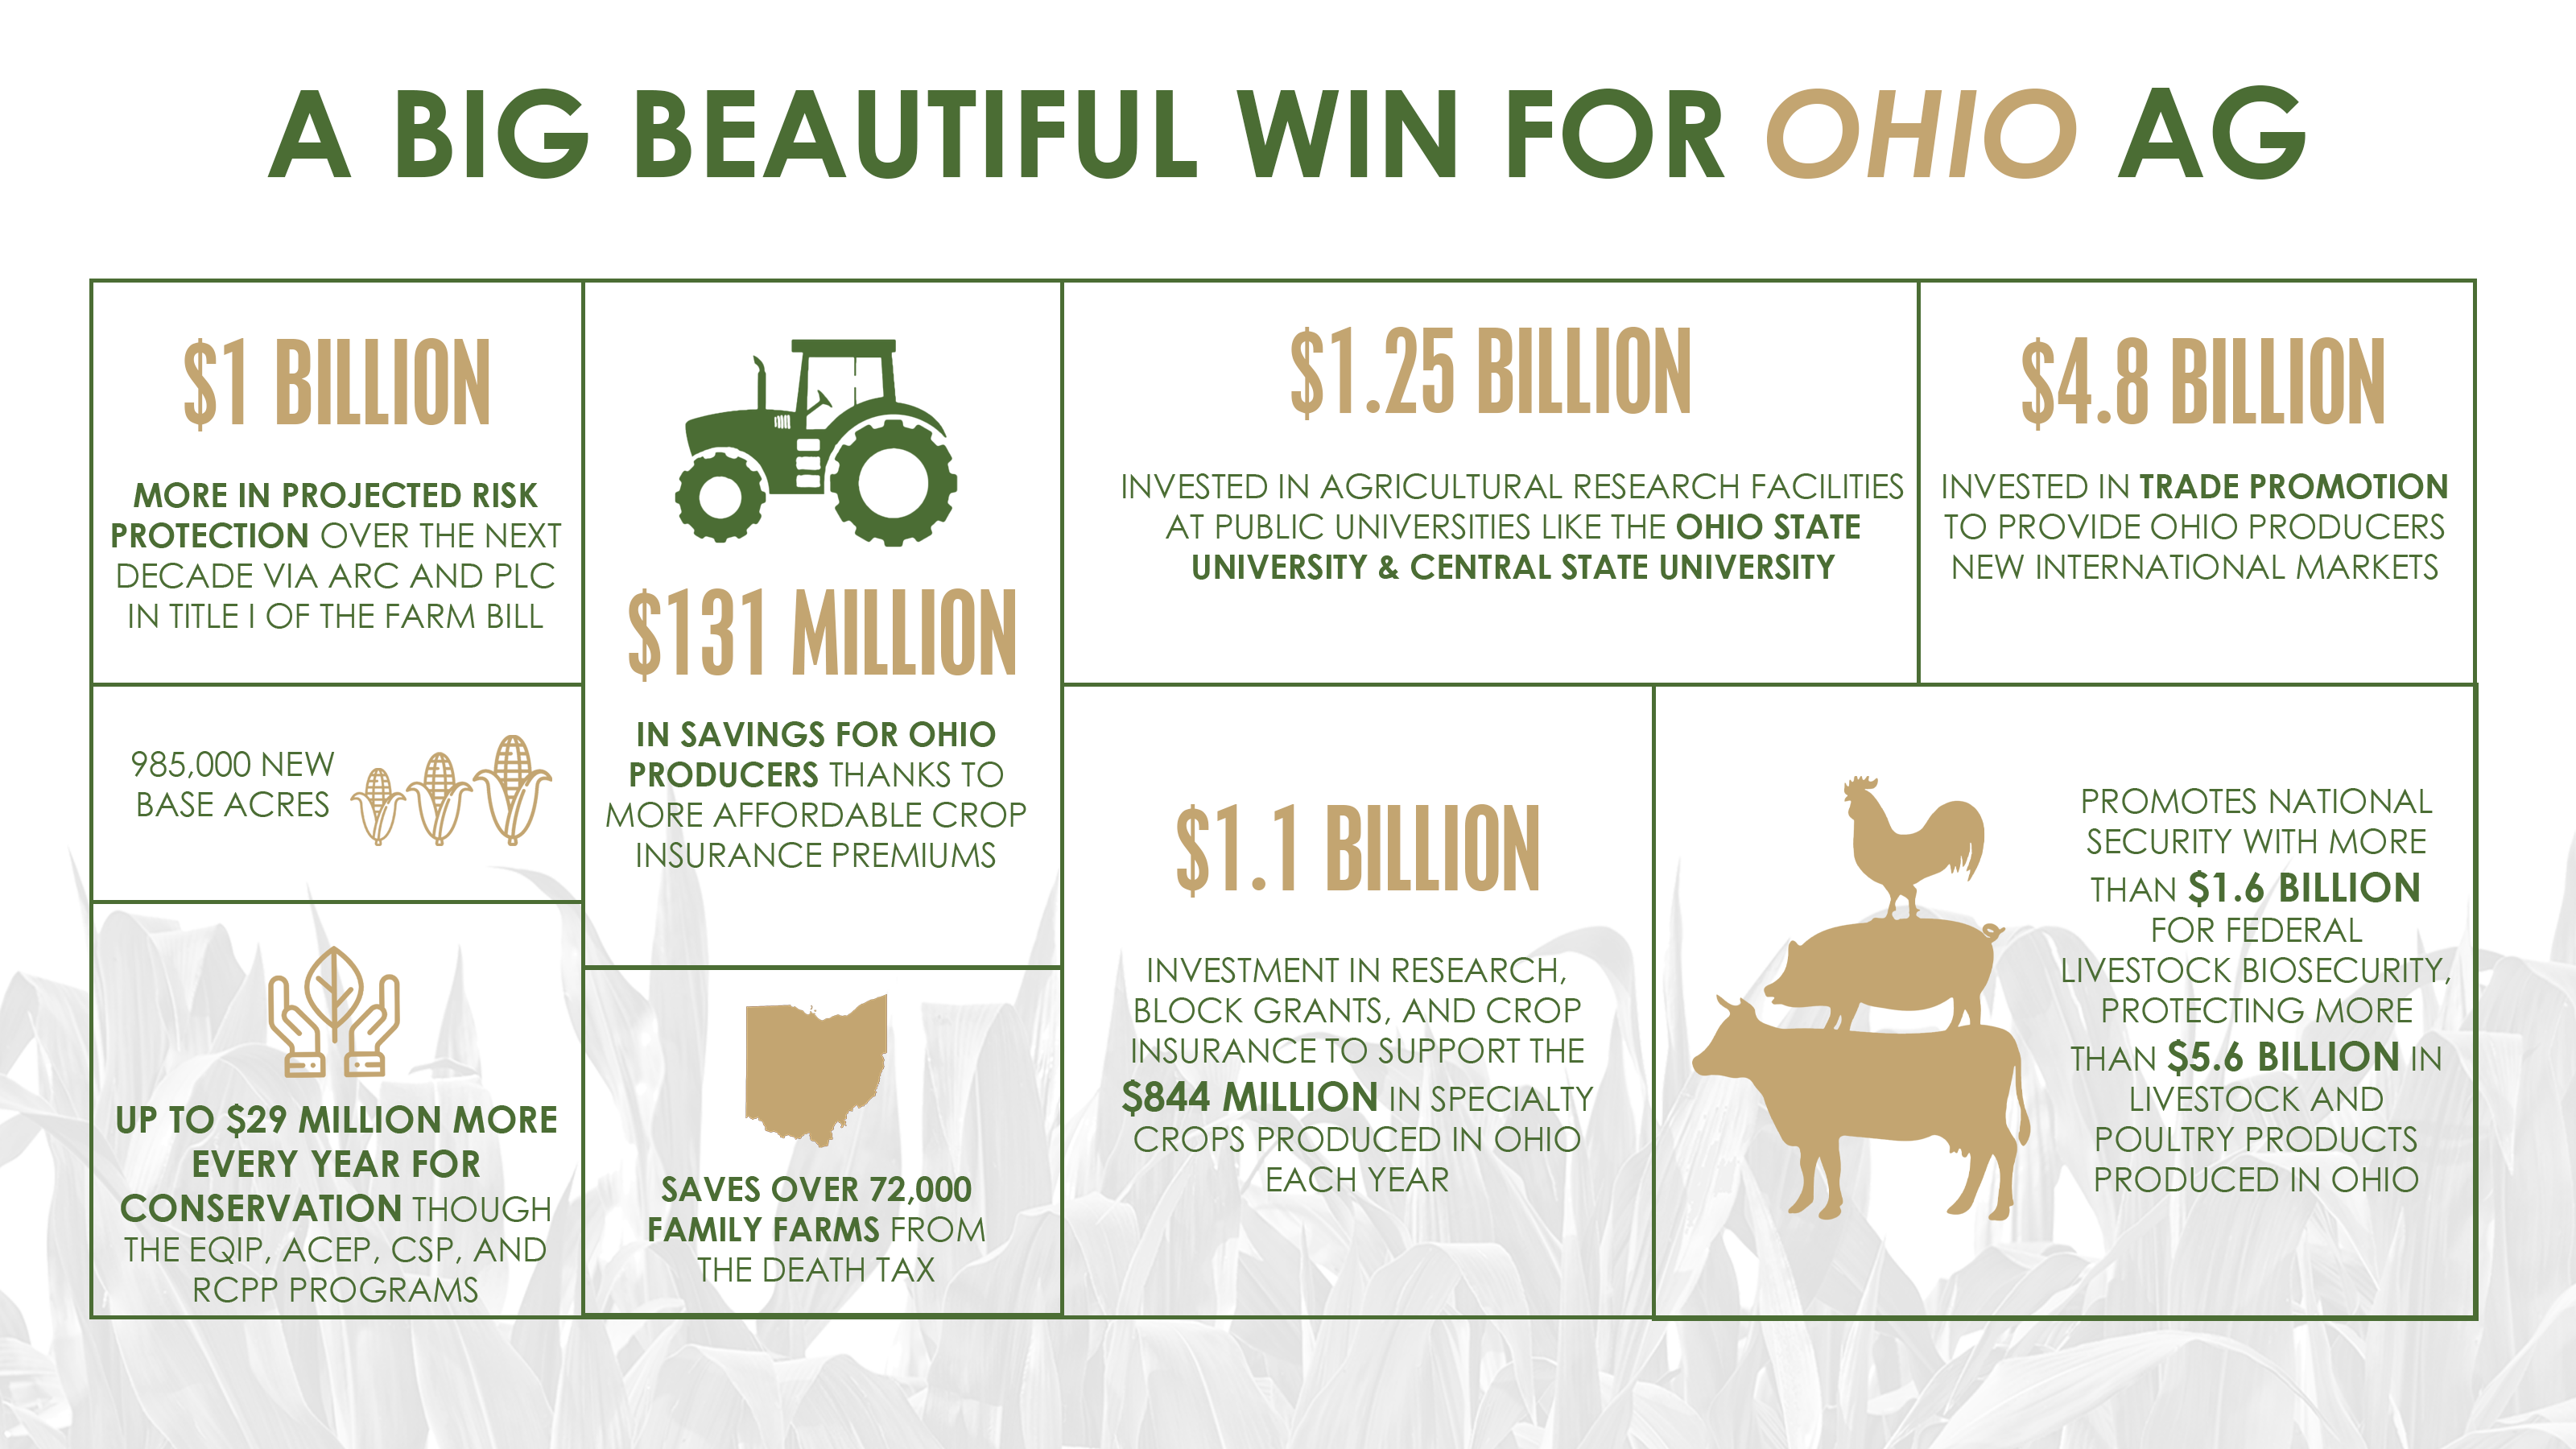 A BIG BEAUTIFUL WIN FOR OHIO AG
$1 BILLION
MORE IN PROJECTED RISK
PROTECTION OVER THE NEXT
DECADE VIA ARC AND PLC
IN TITLE I OF THE FARM BILL
985,000 NEW
BASE ACRES
UP TO $29 MILLION MORE
EVERY YEAR FOR
CONSERVATION THOUGH
THE EQIP, ACEP, CSP, AND
RCPP PROGRAMS
$131 MILLION
IN SAVINGS FOR OHIO
PRODUCERS THANKS TO
MORE AFFORDABLE CROP
INSURANCE PREMIUMS
SAVES OVER 72,000
FAMILY FARMS FROM
THE DEATH TAX
$1.25 BILLION
INVESTED IN AGRICULTURAL RESEARCH FACILITIES
AT PUBLIC UNIVERSITIES LIKE THE OHIO STATE
UNIVERSITY & CENTRAL STATE UNIVERSITY
$4.8 BILLION
INVESTED IN TRADE PROMOTION
TO PROVIDE OHIO PRODUCERS
NEW INTERNATIONAL MARKETS
$1.1 BILLION
INVESTMENT IN RESEARCH,
BLOCK GRANTS, AND CROP
INSURANCE TO SUPPORT THE
$844 MILLION IN SPECIALTY
CROPS PRODUCED IN OHIO
EACH YEAR
PROMOTES NATIONAL
SECURITY WITH MORE
THAN $1.6 BILLION
FOR FEDERAL
LIVESTOCK BIOSECURITY,
PROTECTING MORE
THAN $5.6 BILLION IN
LIVESTOCK AND
POULTRY PRODUCTS
PRODUCED IN OHIO